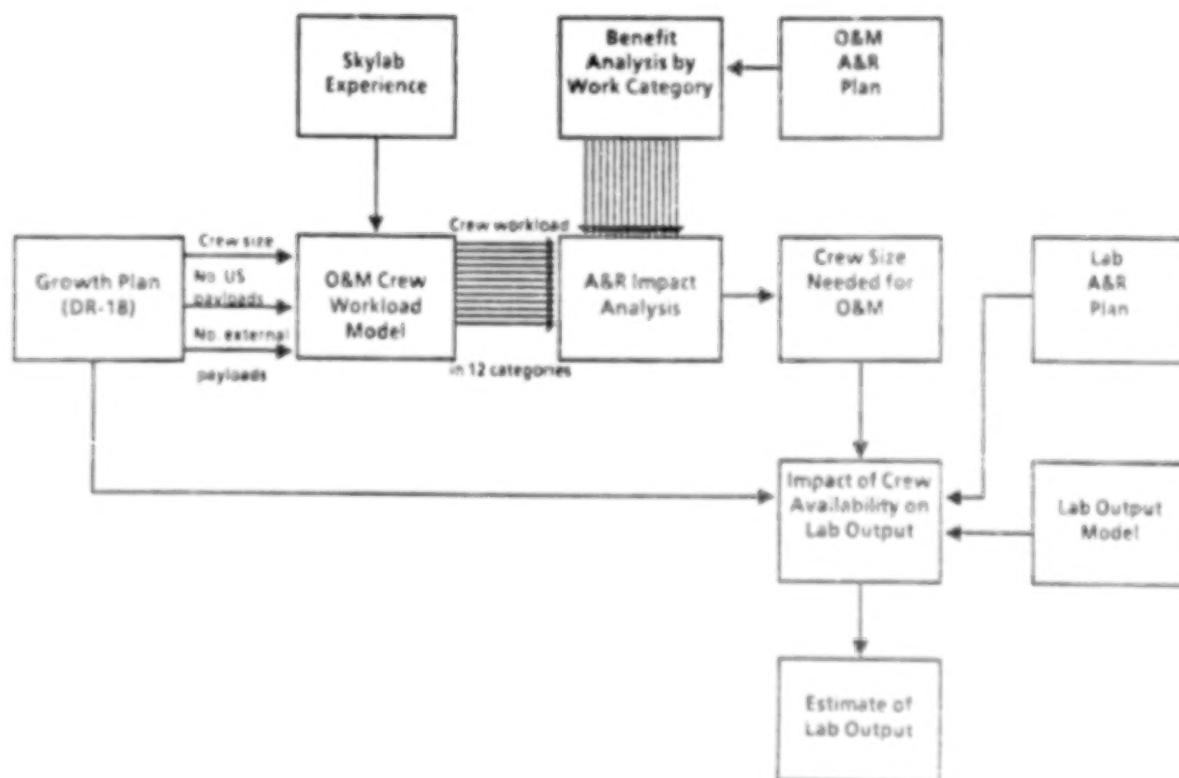 Skylab
Experience
Benefit
Analysis by
Work Category
O&M
A&R
Plan
Growth Plan
(DR-18)
Crew size
No. US
payloads
No. external
payloads
O&M Crew
Workload
Model
Crew workload
in 12 categories
A&R Impact
Analysis
Crew Size
Needed for
O&M
Lab
A&R
Plan
Impact of Crew
Availability on
Lab Output
Lab Output
Model
Estimate of
Lab Output